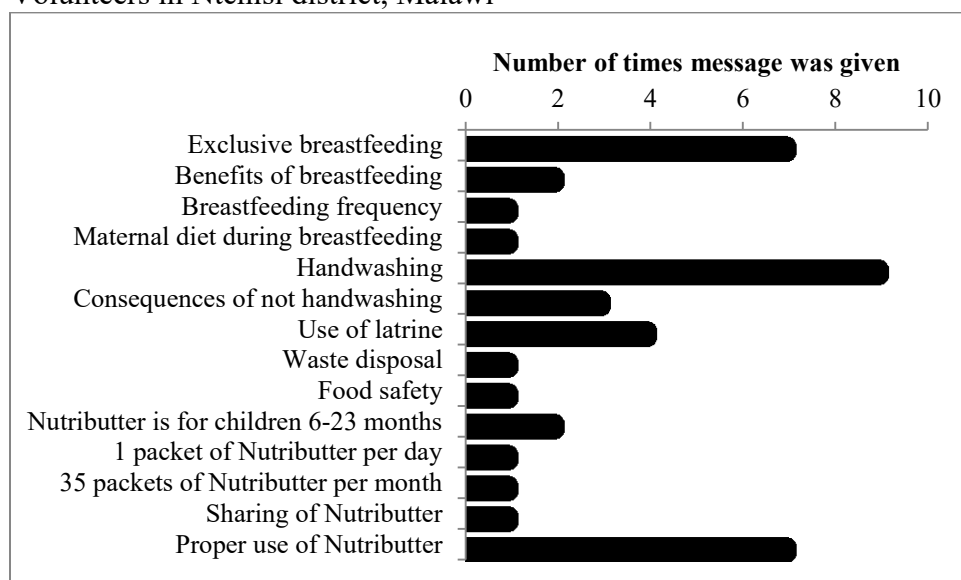 Volunteers in Ntchisi district, Malawi
Number of times message was given
0 2 4 6 8 10
Exclusive breastfeeding
Benefits of breastfeeding
Breastfeeding frequency
Maternal diet during breastfeeding
Handwashing
Consequences of not handwashing
Use of latrine
Waste disposal
Food safety
Nutributter is for children 6-23 months
1 packet of Nutributter per day
35 packets of Nutributter per month
Sharing of Nutributter
Proper use of Nutributter